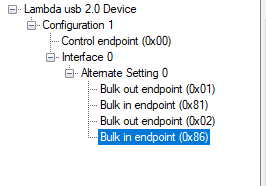 Lambda usb 2.0 Device
Configuration 1
Control endpoint (0x00)
Interface 0
Alternate Setting 0
Bulk out endpoint (0x01)
Bulk in endpoint (0x81)
Bulk out endpoint (0x02)
Bulk in endpoint (0x86)